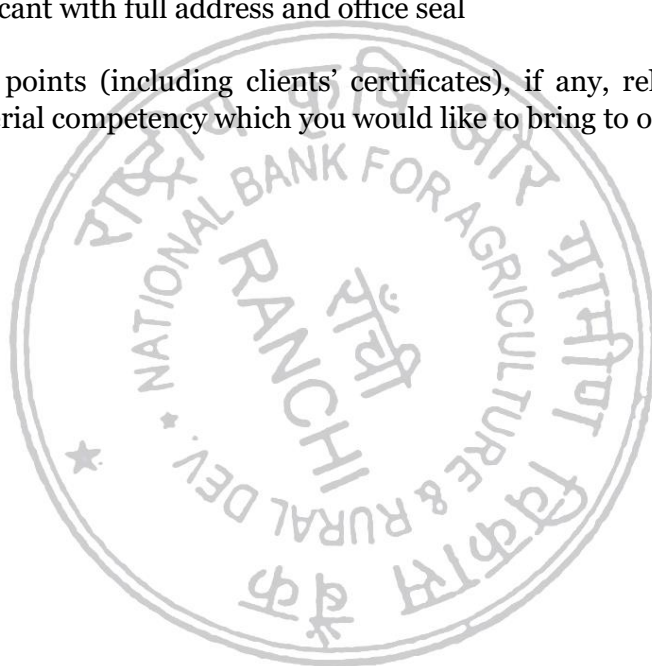 cant with full address and office seal
points (including clients’ certificates), if any, rel
erial competency which you would like to bring to o
राष्ट्रीय कृषि और ग्रामीण विकास बैंक
NATIONAL BANK FOR AGRICULTURE & RURAL DEV.
RANCHI
राँची